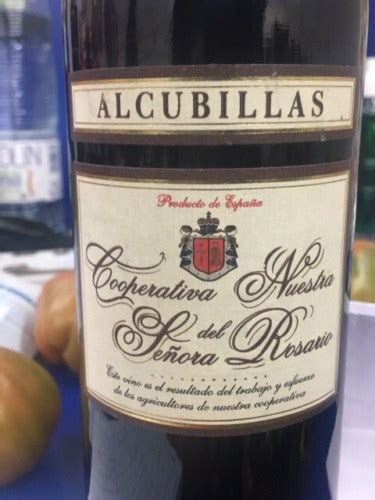 ALCUBILLAS
Producto de España
Cooperativa Nuestra
Señora del Rosario
Este vino es el resultado del trabajo y esfuerzo
de los agricultores de nuestra cooperativa
OLIN